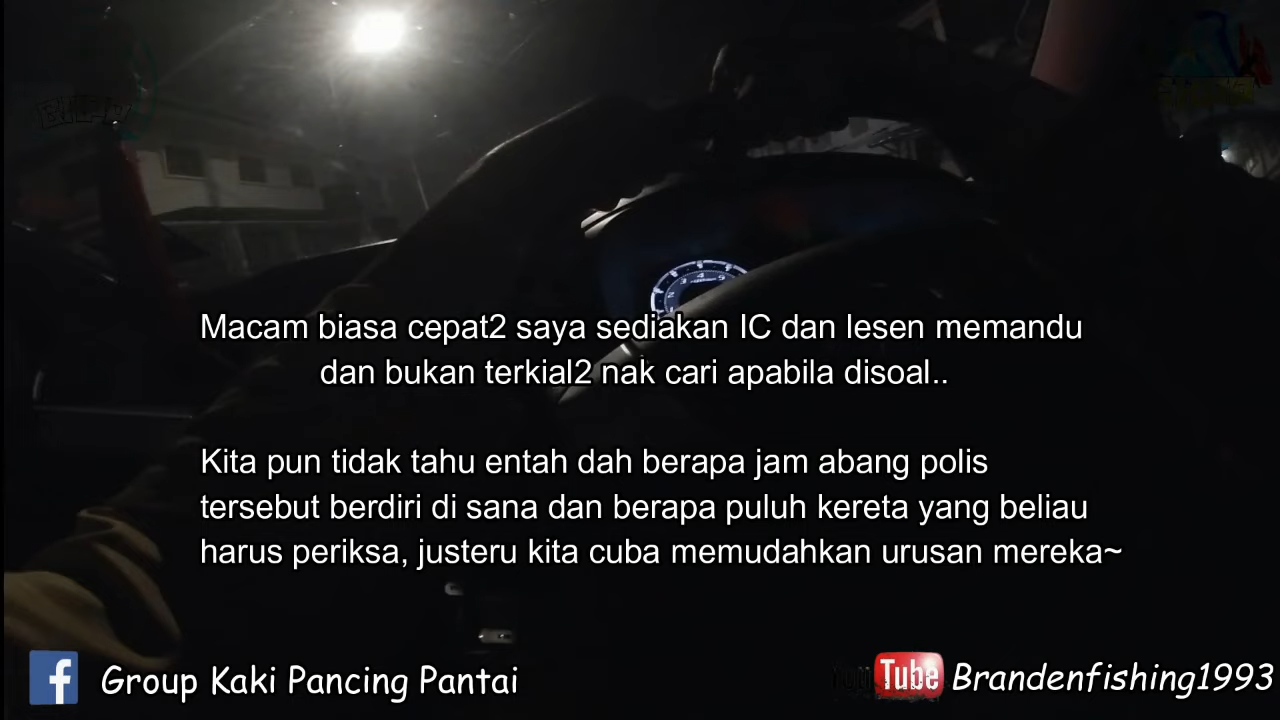 Macam biasa cepat2 saya sediakan IC dan lesen memandu
dan bukan terkial2 nak cari apabila disoal..
Kita pun tidak tahu entah dah berapa jam abang polis
tersebut berdiri di sana dan berapa puluh kereta yang beliau
harus periksa, justeru kita cuba memudahkan urusan mereka~
f Group Kaki Pancing Pantai
You Tube Brandenfishing1993